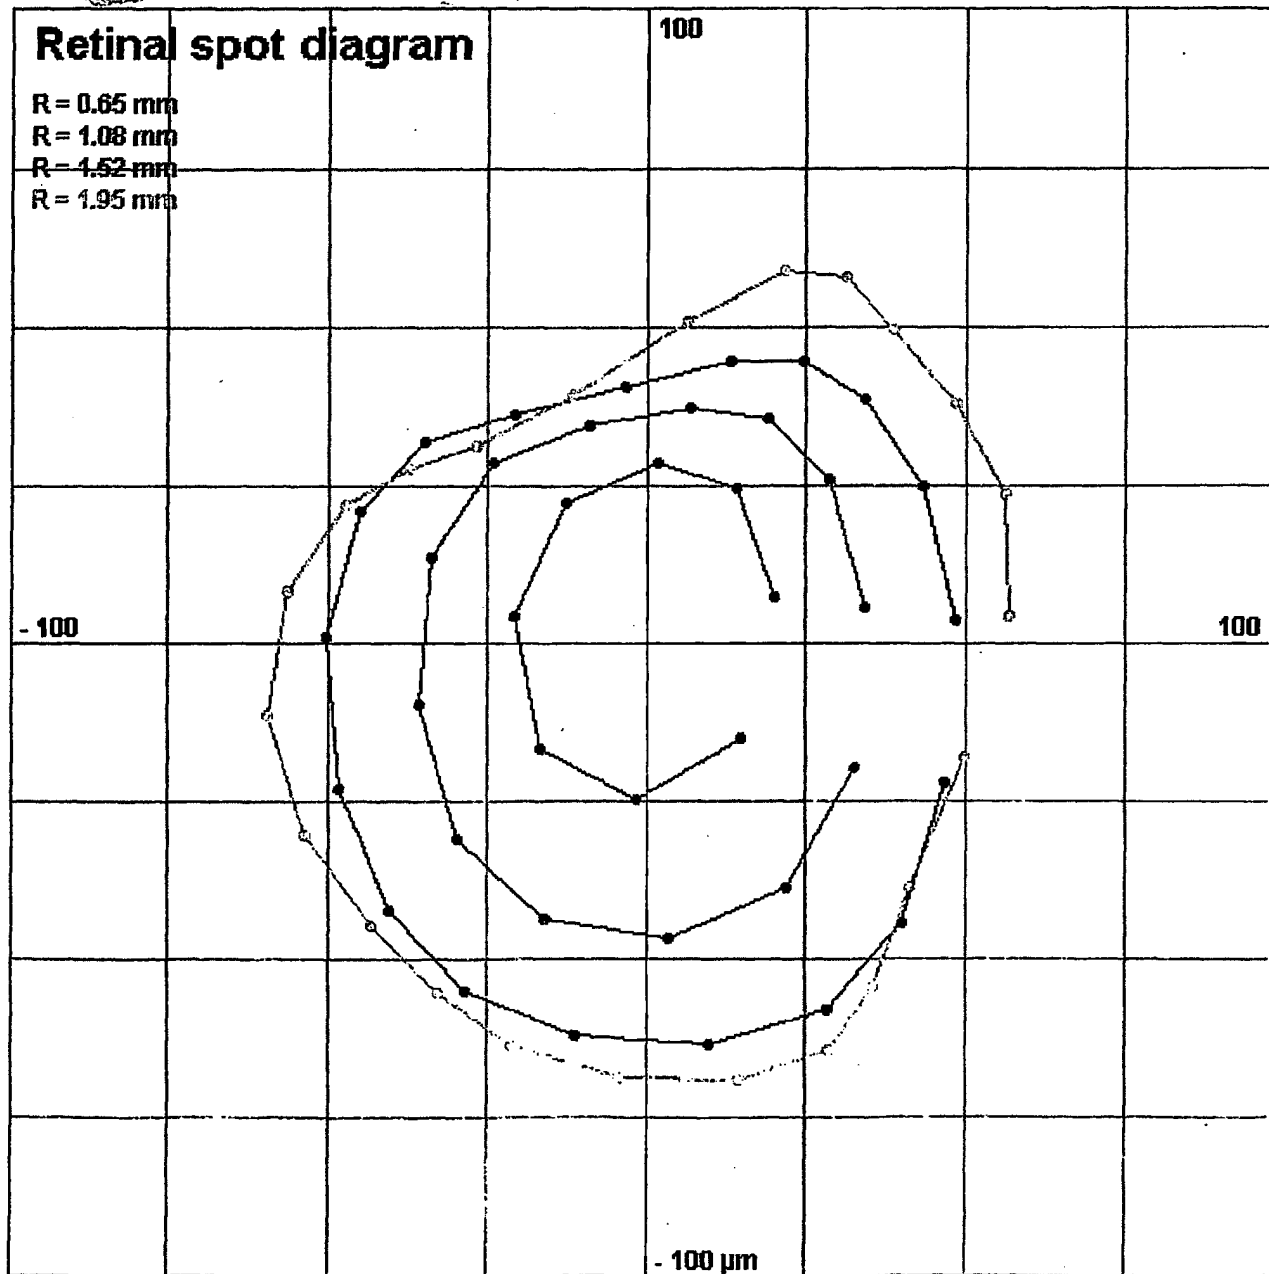 Retinal spot diagram
R = 0.65 mm
R = 1.08 mm
R = 1.52 mm
R = 1.95 mm
100
- 100
100
- 100 µm